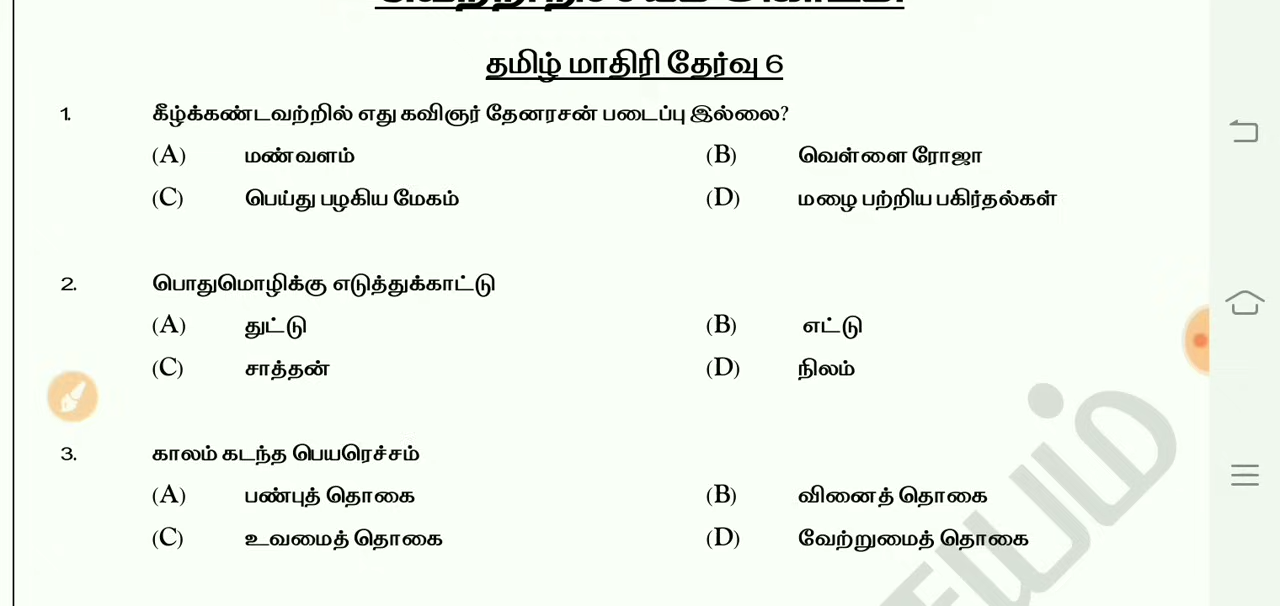 தமிழ் மாதிரி தேர்வு 6
1. கீழ்க்கண்டவற்றில் எது கவிஞர் தேனரசன் படைப்பு இல்லை?
(A) மண்வளம் (B) வெள்ளை ரோஜா
(C) பெய்து பழகிய மேகம் (D) மழை பற்றிய பகிர்தல்கள்
2. பொதுமொழிக்கு எடுத்துக்காட்டு
(A) துட்டு (B) எட்டு
(C) சாத்தன் (D) நிலம்
3. காலம் கடந்த பெயரெச்சம்
(A) பண்புத் தொகை (B) வினைத் தொகை
(C) உவமைத் தொகை (D) வேற்றுமைத் தொகை